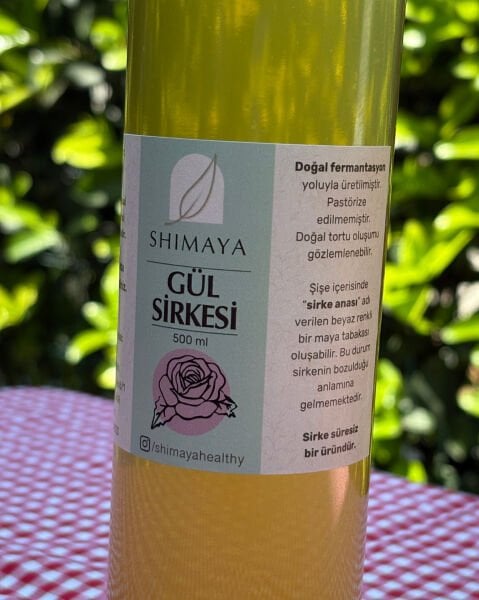 SHIMAYA
GÜL
SİRKESİ
500 ml
/shimayahealthy
Doğal fermantasyon
yoluyla üretilmiştir.
Pastörize
edilmemiştir.
Doğal tortu oluşumu
gözlemlenebilir.
Şişe içerisinde
"sirke anası" adı
verilen beyaz renkli
bir maya tabakası
oluşabilir. Bu durum
sirkenin bozulduğu
anlamına
gelmemektedir.
Sirke süresiz
bir üründür.